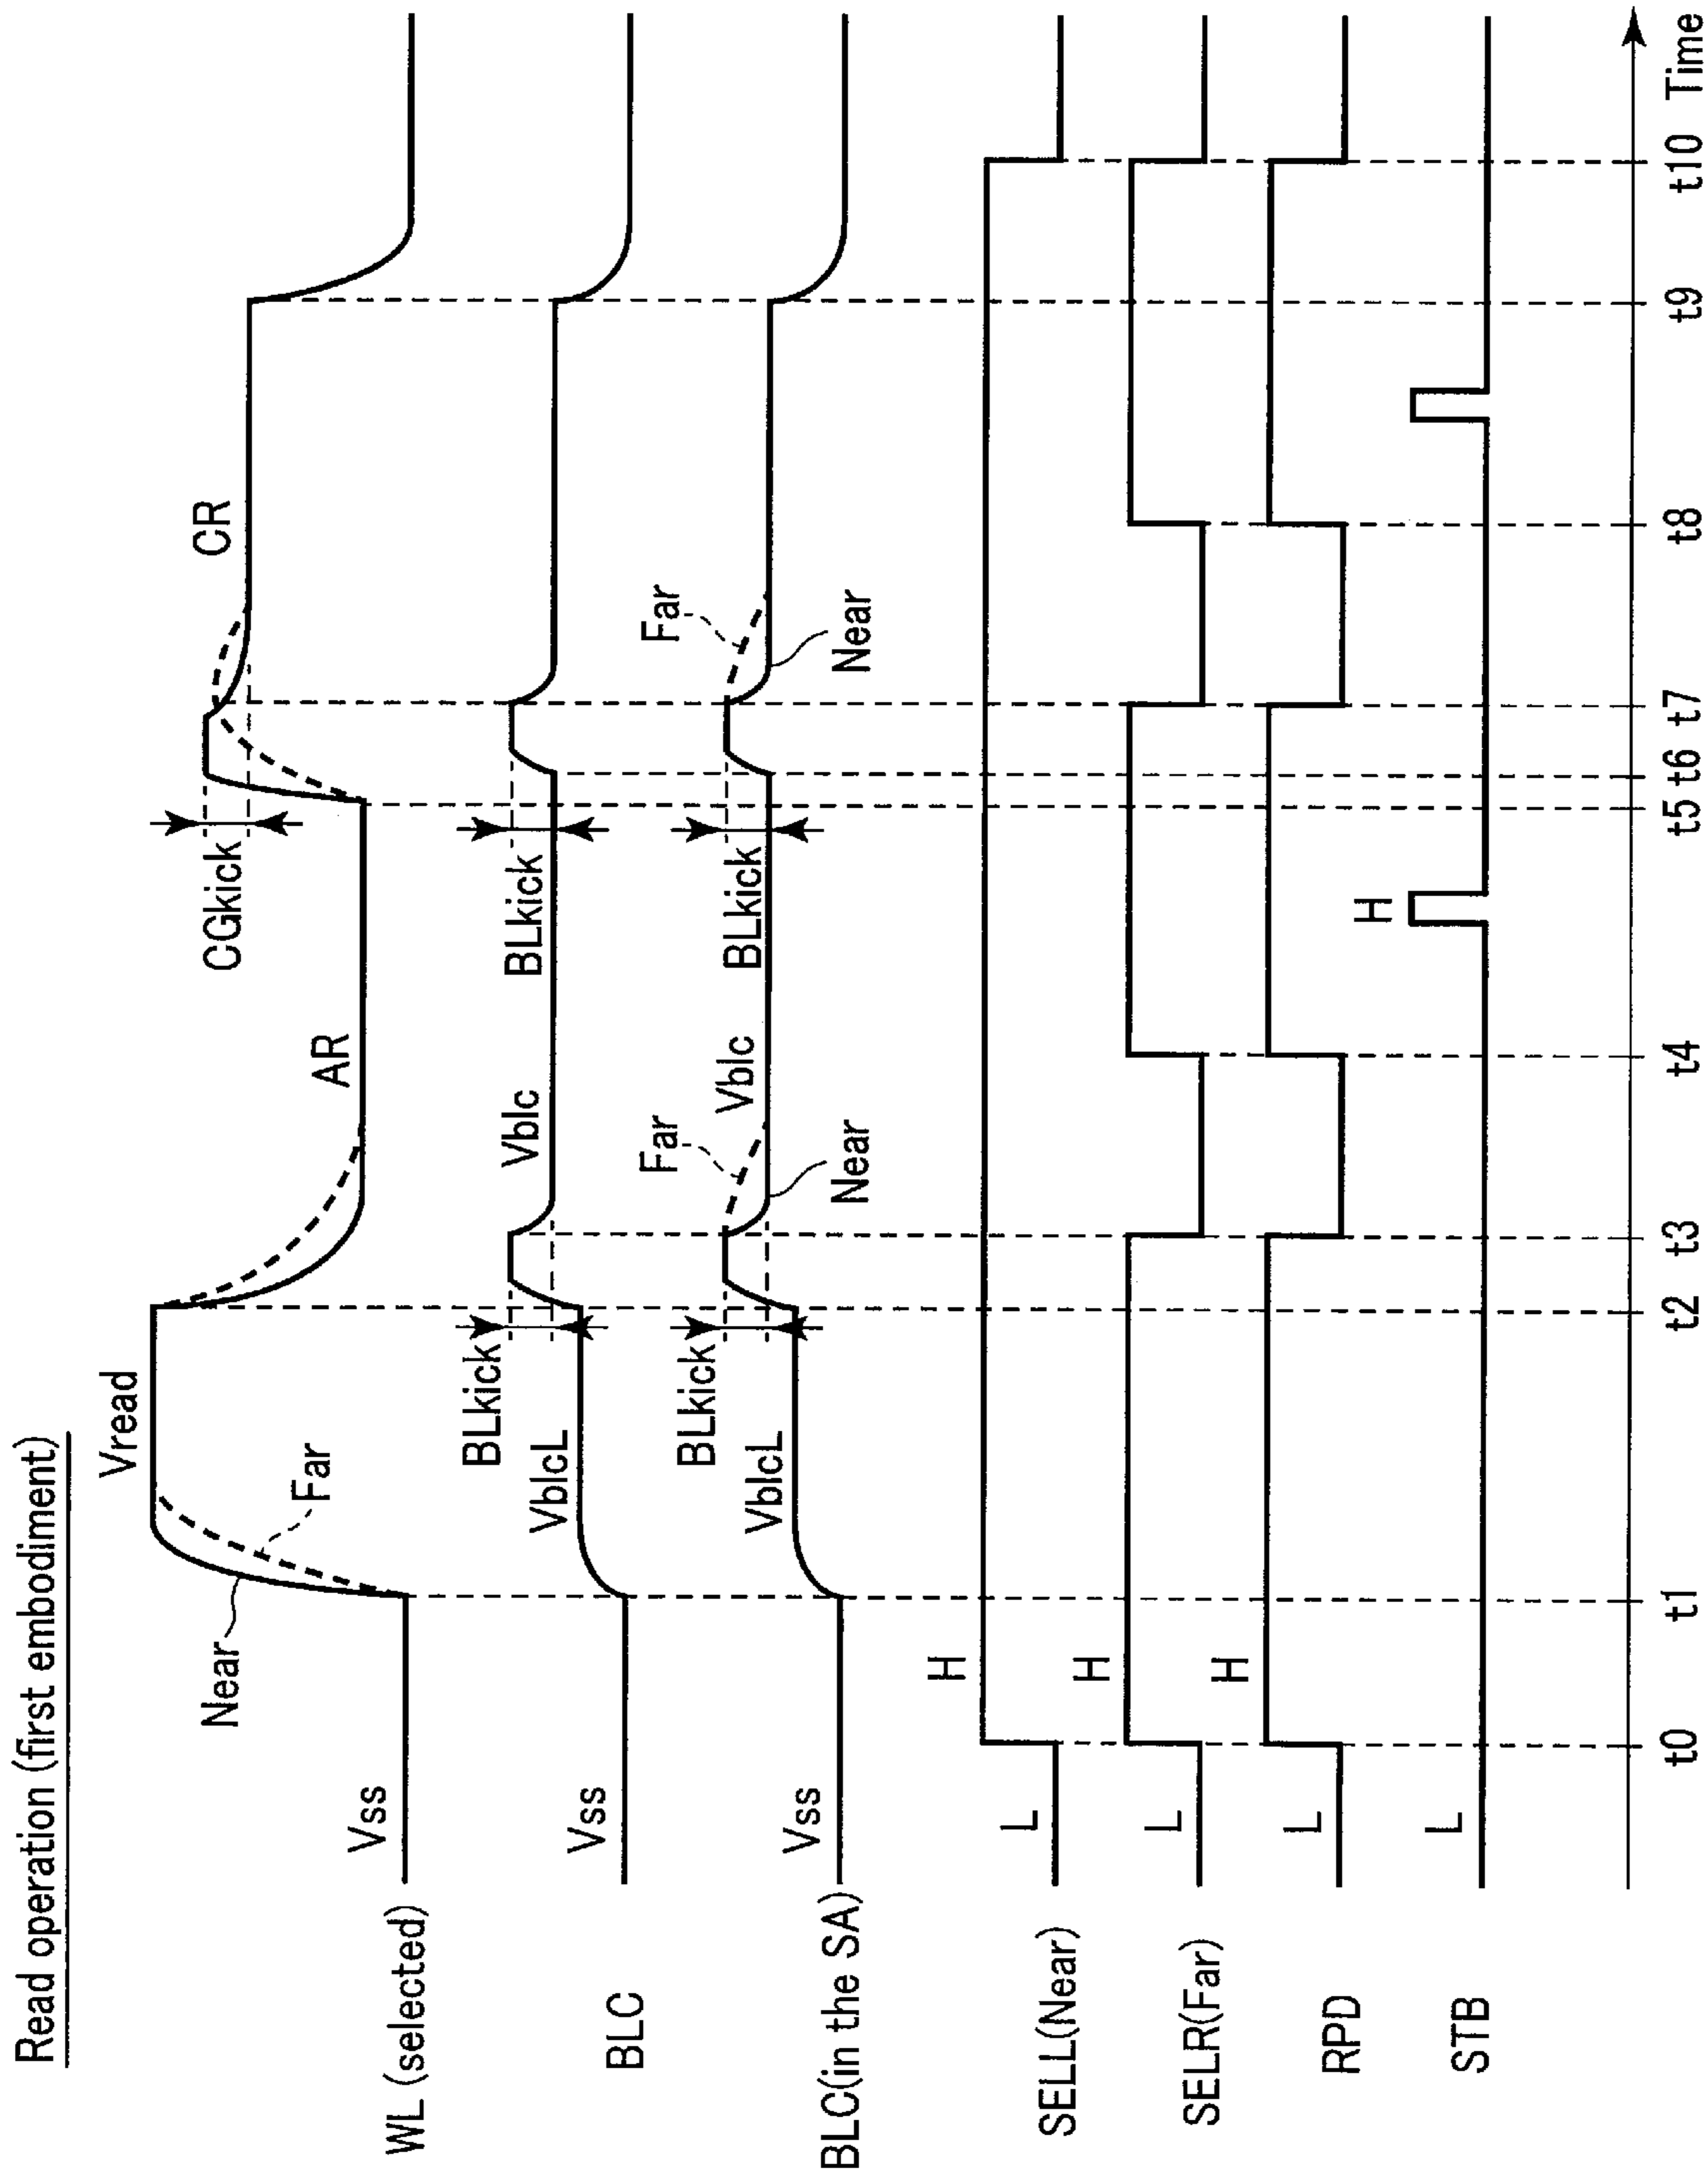 Read operation (first embodiment)
WL (selected)
Vss
Near
Far
Vread
AR
CGkick
CR
BLC
Vss
VblcL
BLkick
Vblc
BLkick
BLC(in the SA)
Vss
VblcL
BLkick
Far
Near
Vblc
BLkick
Far
Near
SELL(Near)
L
H
SELR(Far)
L
H
RPD
L
H
STB
L
H
t0
t1
t2
t3
t4
t5
t6
t7
t8
t9
t10
Time